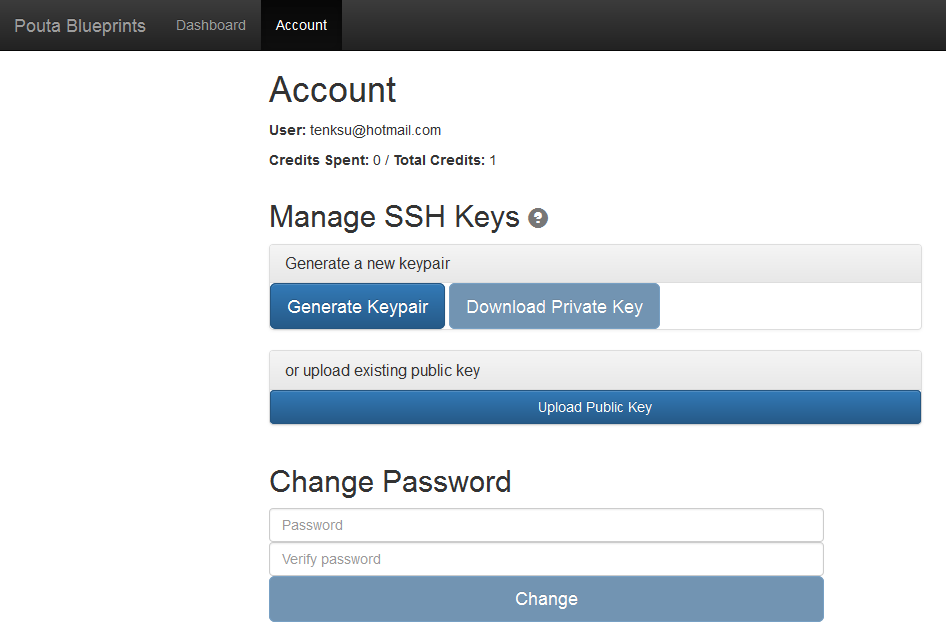 Pouta Blueprints Dashboard Account
Account
User: tenksu@hotmail.com
Credits Spent: 0 / Total Credits: 1
Manage SSH Keys ?
Generate a new keypair
Generate Keypair Download Private Key
or upload existing public key
Upload Public Key
Change Password
Password
Verify password
Change